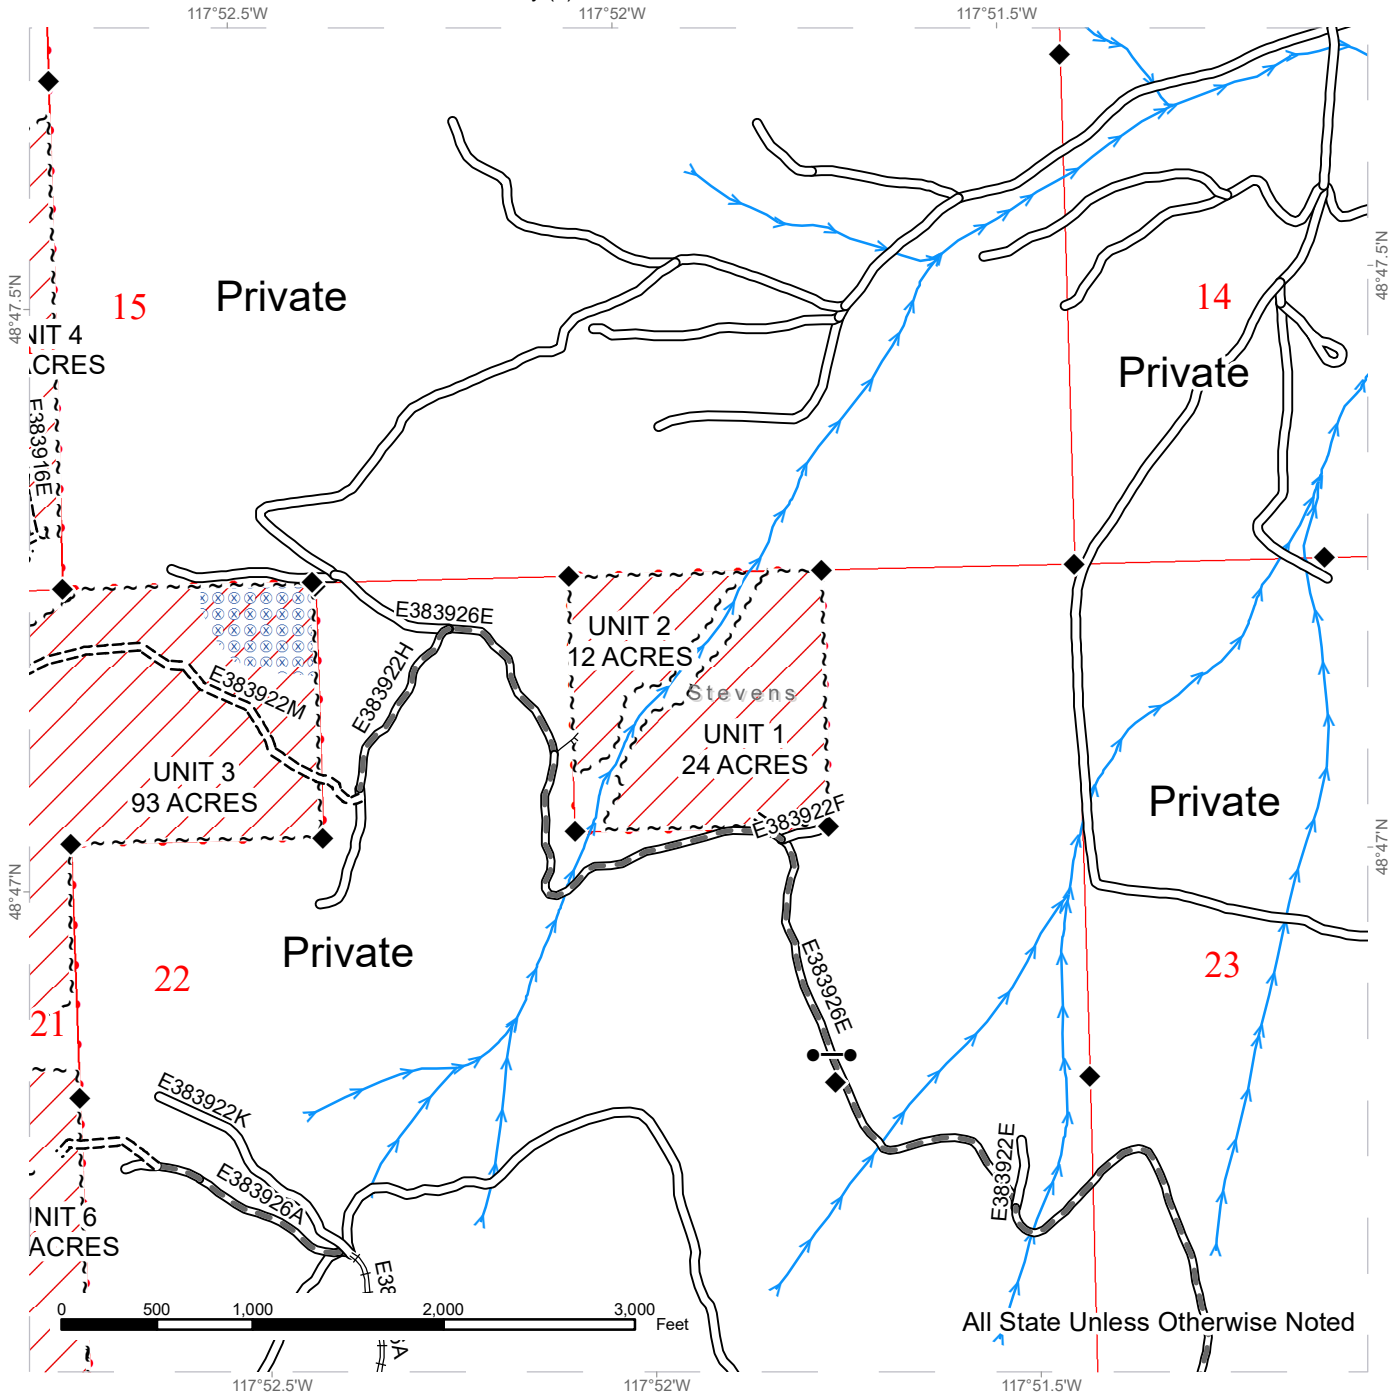 117°52.5'W
117°52'W
117°51.5'W
48°47.5'N
48°47.5'N
15
Private
14
Private
NIT 4
CRES
E383916E
E383926E
UNIT 2
12 ACRES
E383922H
E383922M
Stevens
UNIT 1
24 ACRES
UNIT 3
93 ACRES
Private
E383922F
48°47'N
48°47'N
Private
22
23
21
E383926E
E383922K
E383922E
E383926A
NIT 6
ACRES
E38
A
0
500
1,000
2,000
3,000
Feet
All State Unless Otherwise Noted
117°52.5'W
117°52'W
117°51.5'W